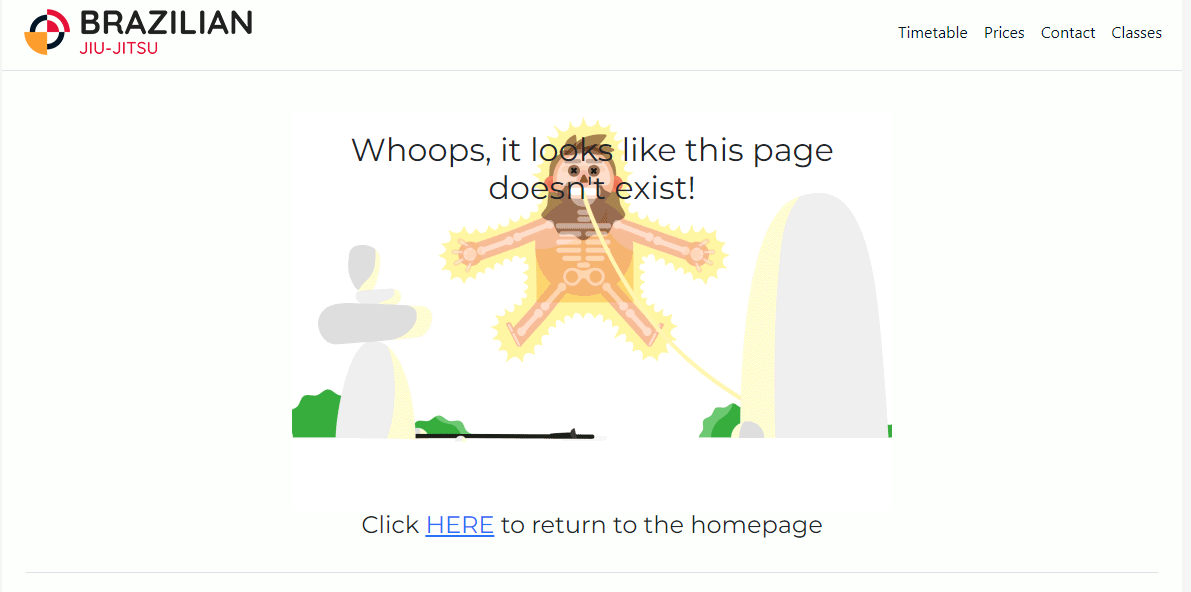 BRAZILIAN
JIU-JITSU
Timetable Prices Contact Classes
Whoops, it looks like this page
doesn't exist!
Click HERE to return to the homepage